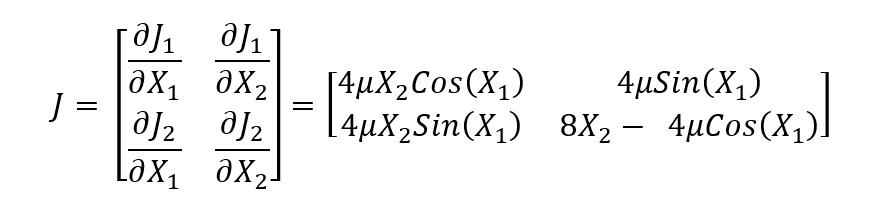 J = [∂J₁/∂X₁ ∂J₁/∂X₂ ; ∂J₂/∂X₁ ∂J₂/∂X₂] = [4μX₂Cos(X₁) 4μSin(X₁) ; 4μX₂Sin(X₁) 8X₂ − 4μCos(X₁)]